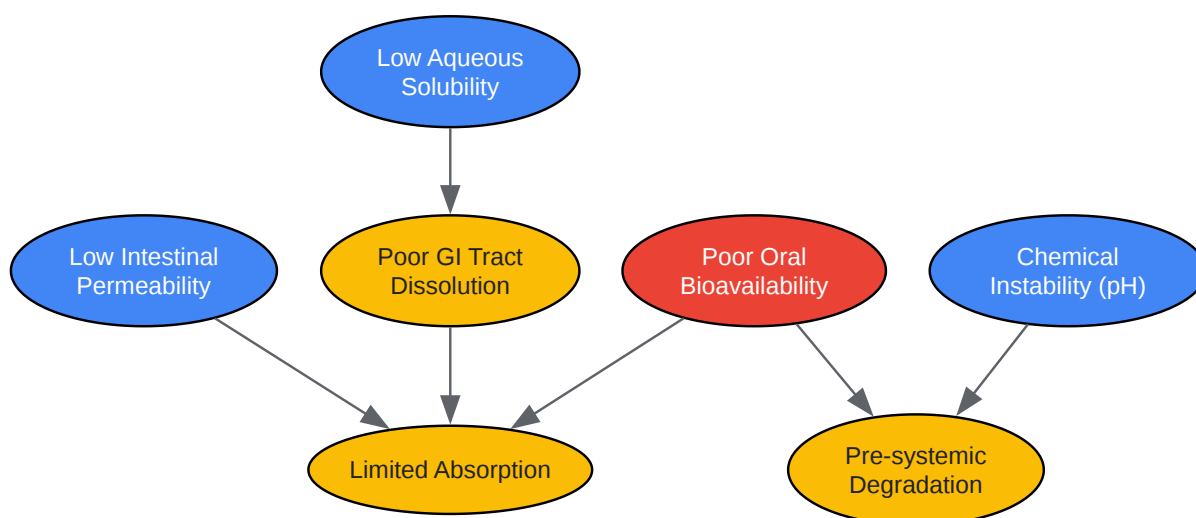 Low Aqueous
Solubility
Low Intestinal
Permeability
Poor GI Tract
Dissolution
Poor Oral
Bioavailability
Chemical
Instability (pH)
Limited Absorption
Pre-systemic
Degradation